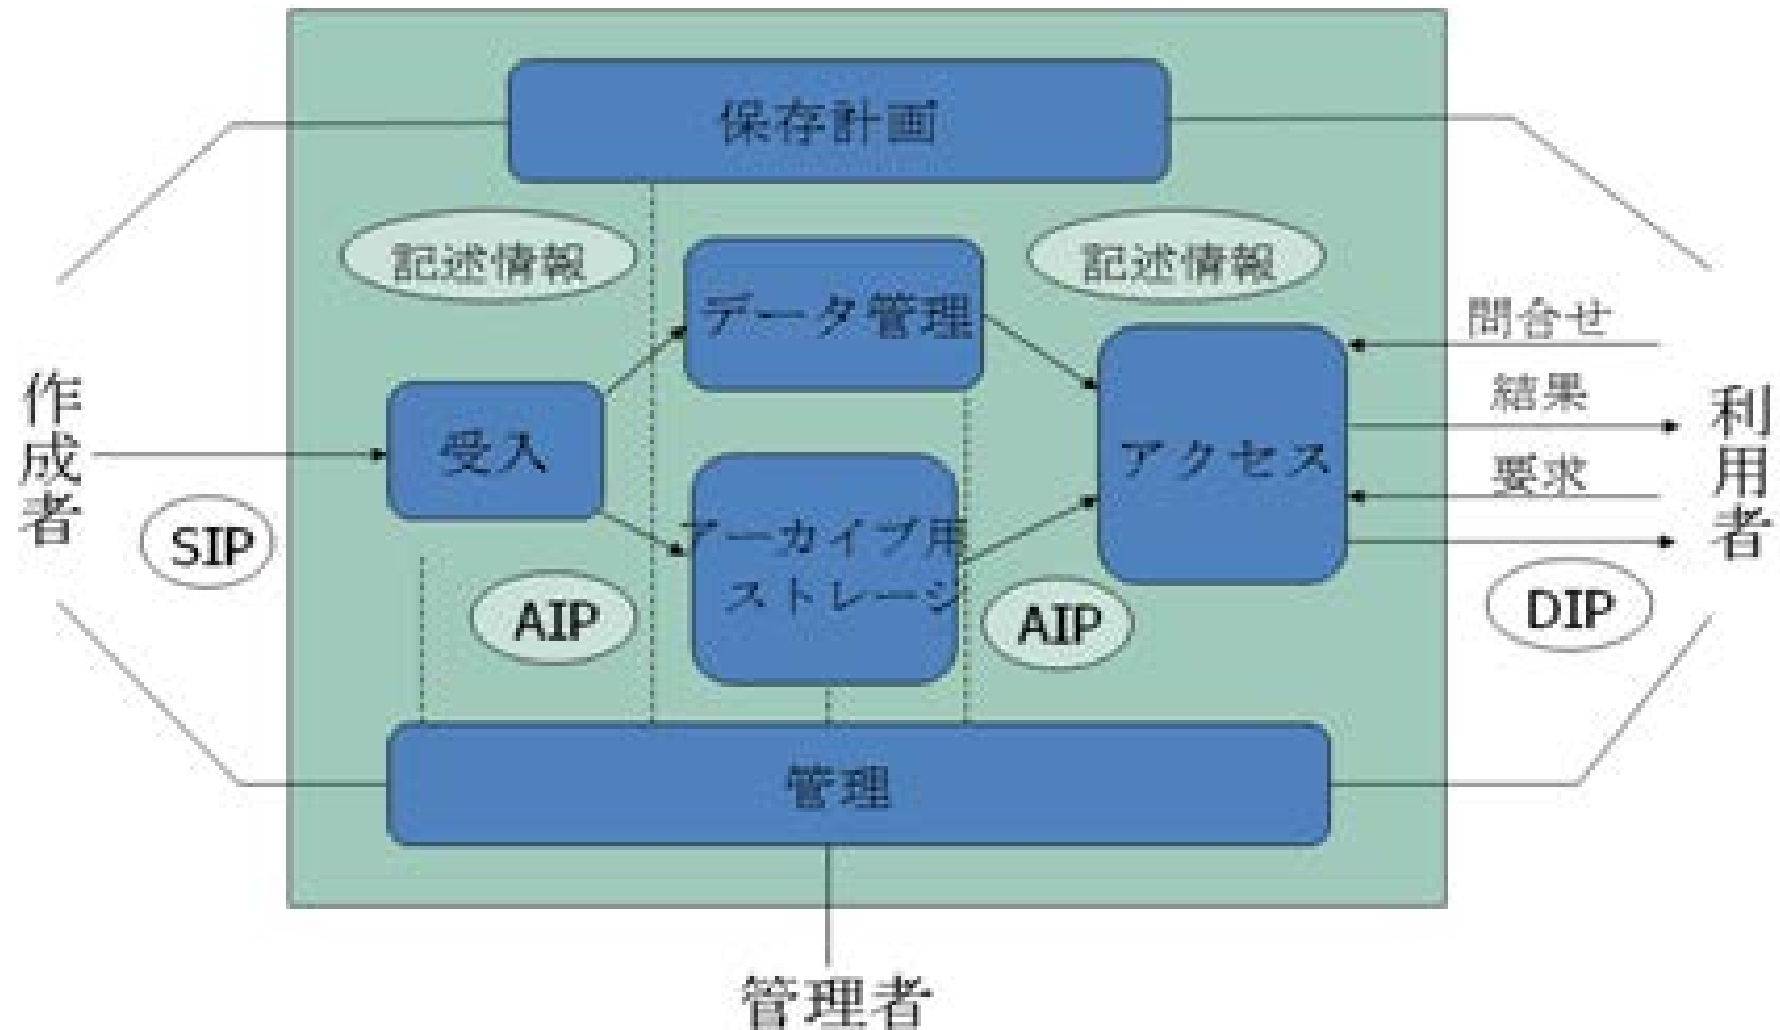 保存計画
記述情報
記述情報
データ管理
問合せ
結果
作成者
受入
アクセス
利用者
要求
SIP
アーカイブ用
ストレージ
AIP
AIP
DIP
管理
管理者